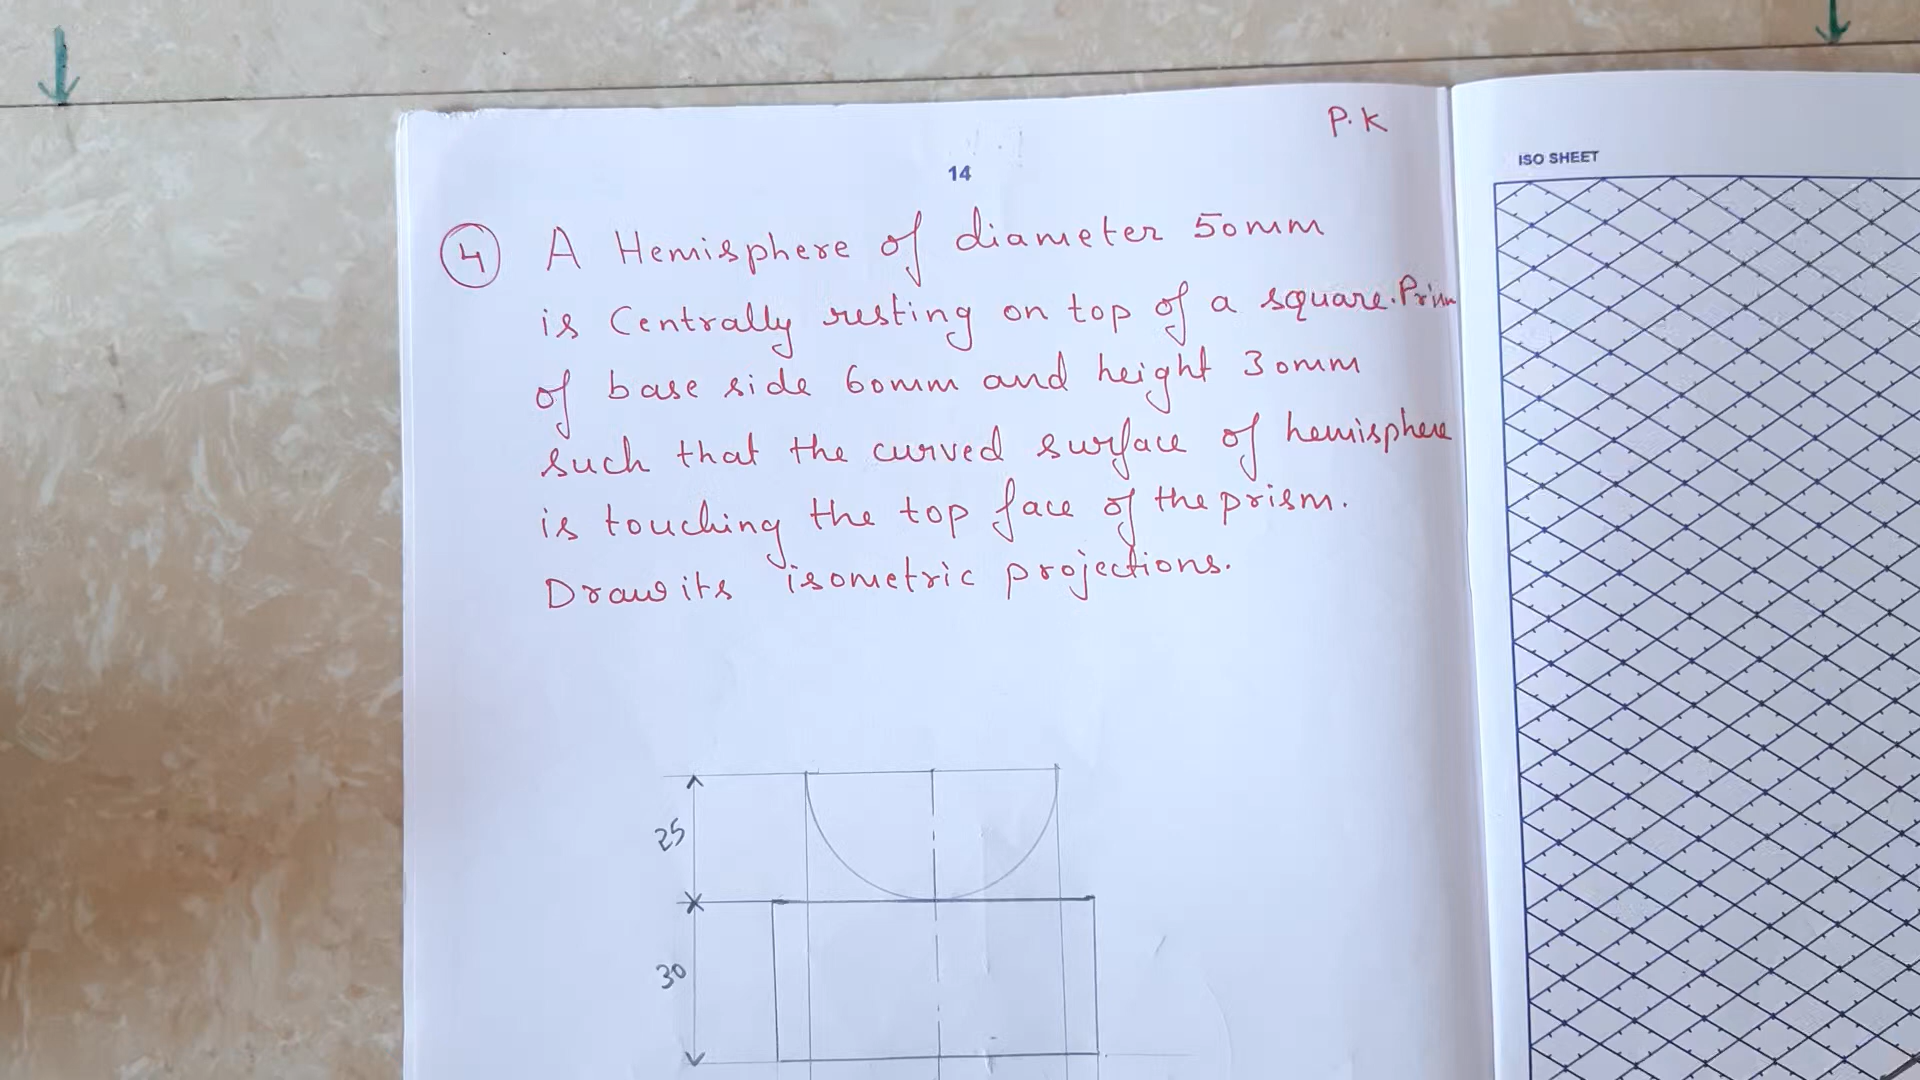 P.K
ISO SHEET
14
4 A Hemisphere of diameter 50mm
is Centrally resting on top of a square. Prism
of base side 60mm and height 30mm
such that the curved surface of hemisphere
is touching the top face of the prism.
Draw its isometric projections.
25
30